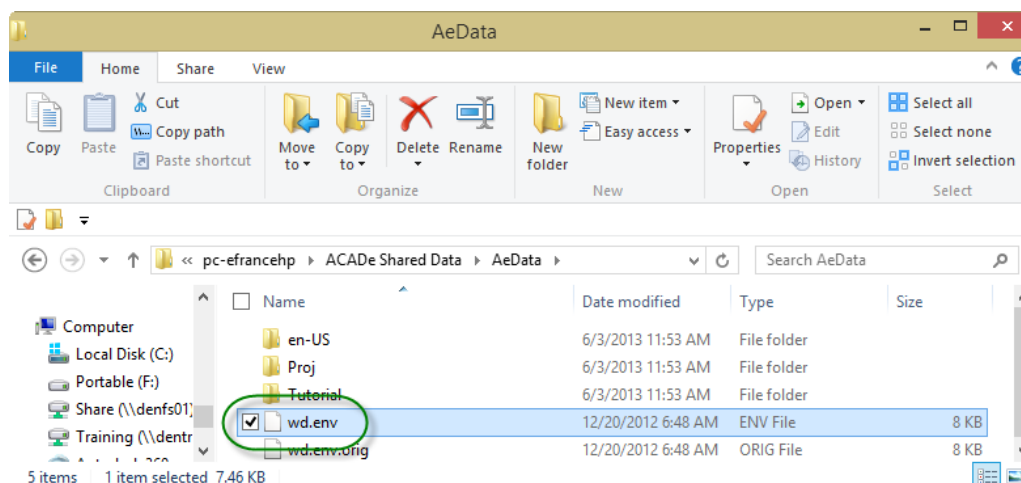 AeData
File Home Share View
Copy
Paste
Cut
Copy path
Paste shortcut
Clipboard
Move to
Copy to
Delete
Rename
Organize
New folder
New item
Easy access
New
Properties
Open
Edit
History
Open
Select all
Select none
Invert selection
Select
« pc-efrancehp ACADe Shared Data AeData
Search AeData
Computer
Local Disk (C:)
Portable (F:)
Share (\\denfs01)
Training (\\dentr
Name Date modified Type Size
en-US 6/3/2013 11:53 AM File folder
Proj 6/3/2013 11:53 AM File folder
Tutorial 6/3/2013 11:53 AM File folder
wd.env 12/20/2012 6:48 AM ENV File 8 KB
wd.env.orig 12/20/2012 6:48 AM ORIG File 8 KB
5 items 1 item selected 7.46 KB